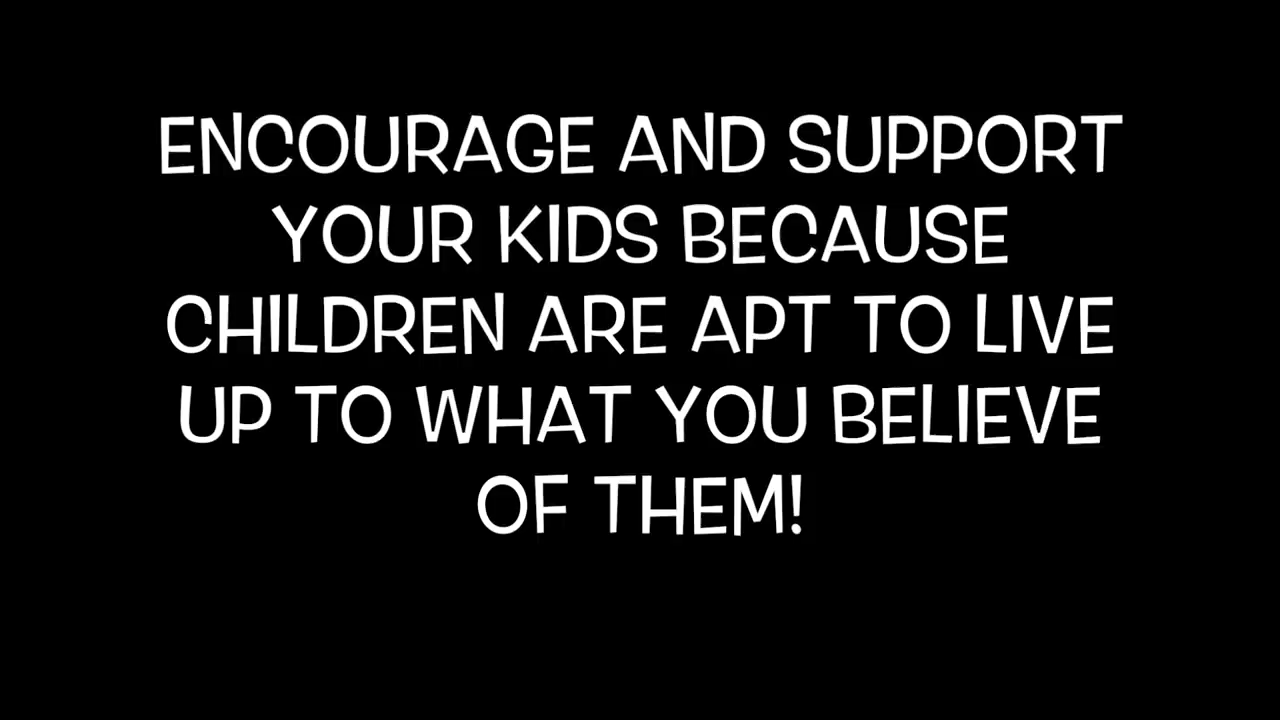 ENCOURAGE AND SUPPORT
YOUR KIDS BECAUSE
CHILDREN ARE APT TO LIVE
UP TO WHAT YOU BELIEVE
OF THEM!